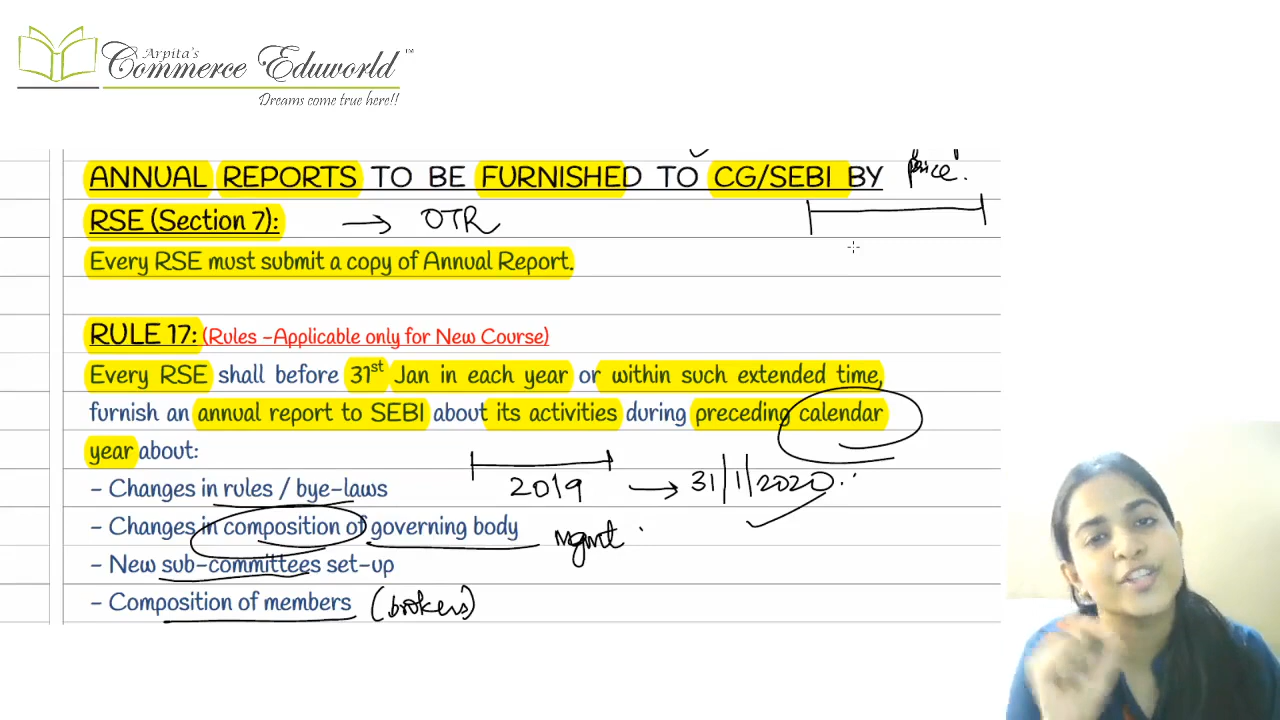 Arpita's
Commerce Eduworld™
Dreams come true here!!
ANNUAL REPORTS TO BE FURNISHED TO CG/SEBI BY price.
RSE (Section 7): → OTR
Every RSE must submit a copy of Annual Report.
RULE 17: (Rules -Applicable only for New Course)
Every RSE shall before 31st Jan in each year or within such extended time,
furnish an annual report to SEBI about its activities during preceding calendar
year about:
2019 → 31/1/2020.
- Changes in rules / bye-laws
- Changes in composition of governing body mgmt
- New sub-committees set-up
- Composition of members (brokers)